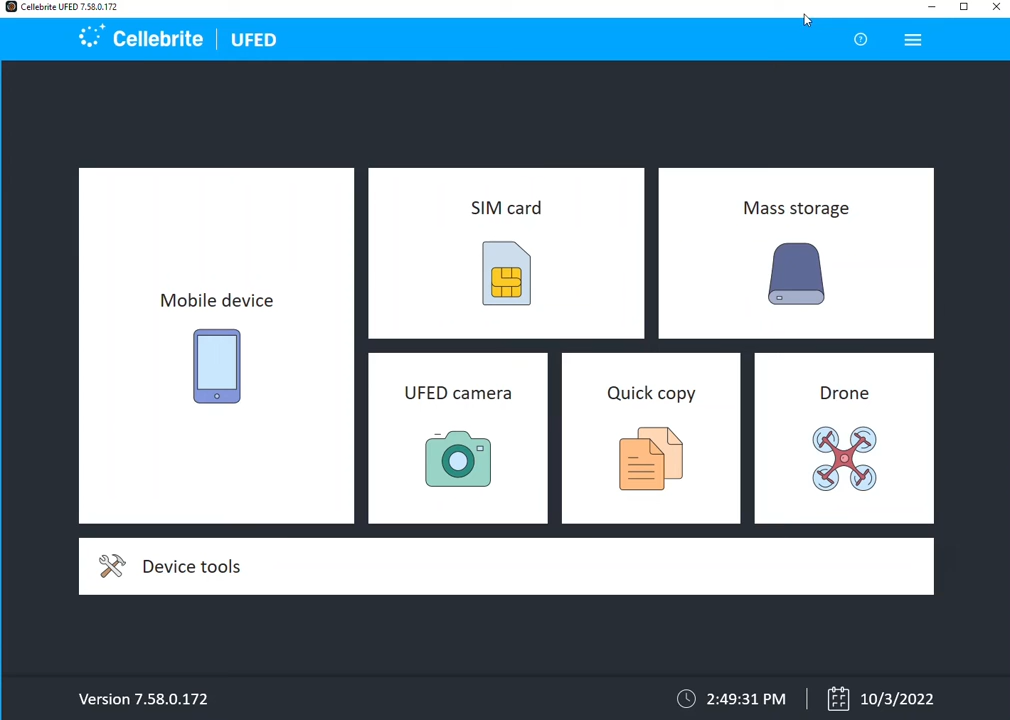 Cellebrite UFED 7.58.0.172
Cellebrite UFED
Mobile device
SIM card
Mass storage
UFED camera
Quick copy
Drone
Device tools
Version 7.58.0.172
2:49:31 PM
10/3/2022